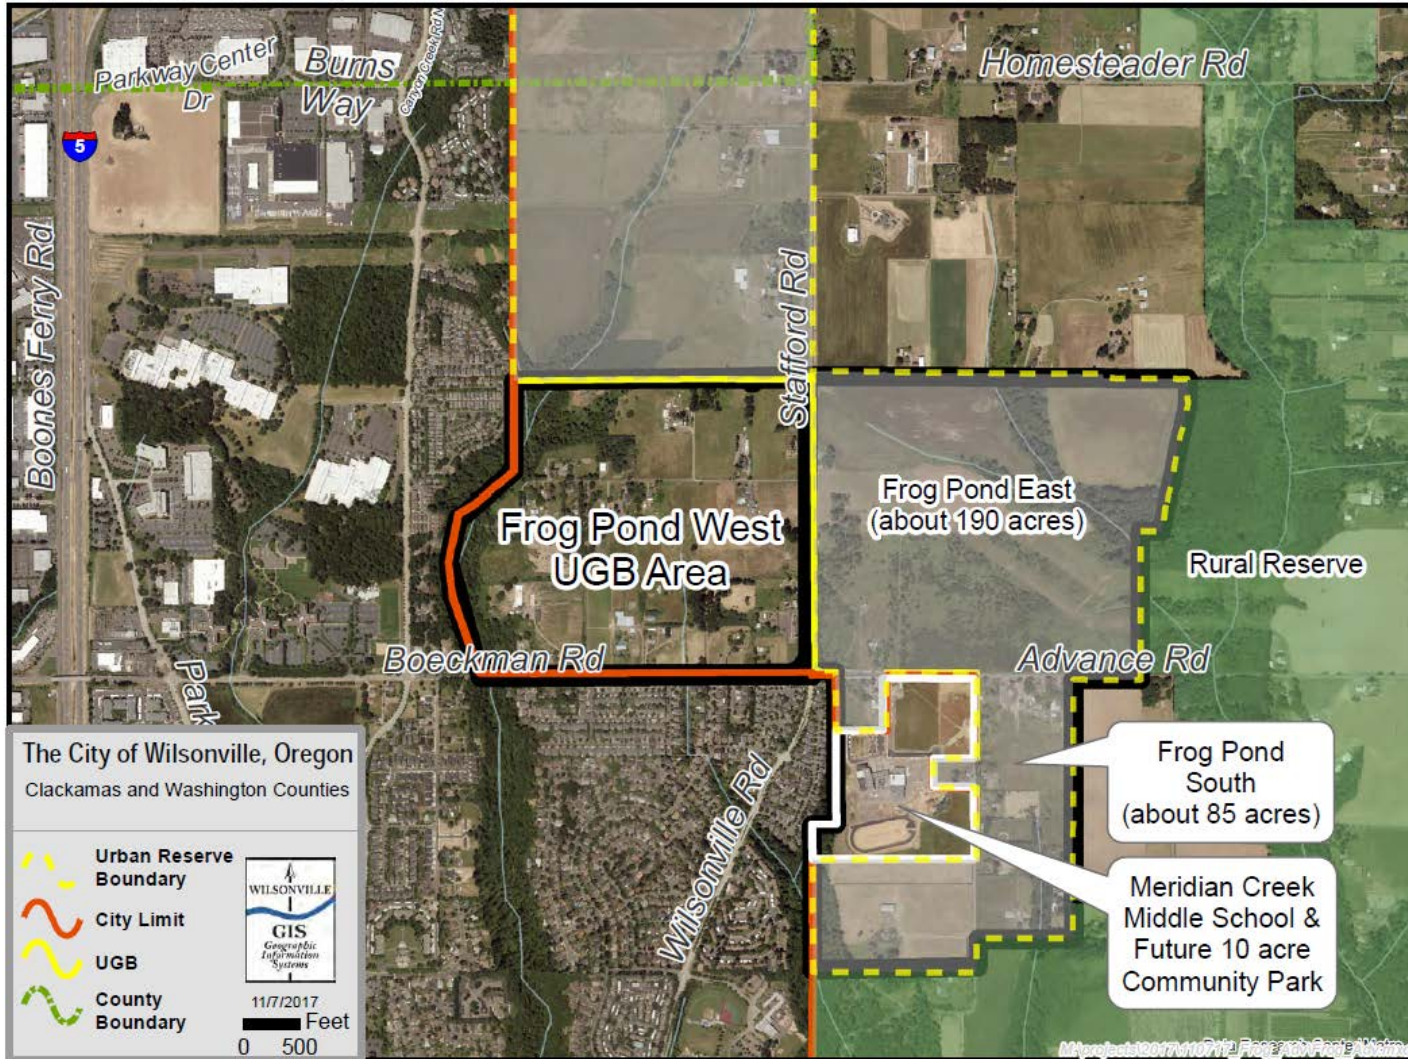 Parkway Center
Dr
Burns
Way
Canyon Creek Rd N
Homesteader Rd
5
Boones Ferry Rd
Stafford Rd
Frog Pond West
UGB Area
Frog Pond East
(about 190 acres)
Rural Reserve
Boeckman Rd
Advance Rd
Park
Wilsonville Rd
Frog Pond
South
(about 85 acres)
Meridian Creek
Middle School &
Future 10 acre
Community Park
The City of Wilsonville, Oregon
Clackamas and Washington Counties
Urban Reserve
Boundary
City Limit
UGB
County
Boundary
WILSONVILLE
GIS
Geographic
Information
Systems
11/7/2017
Feet
0 500